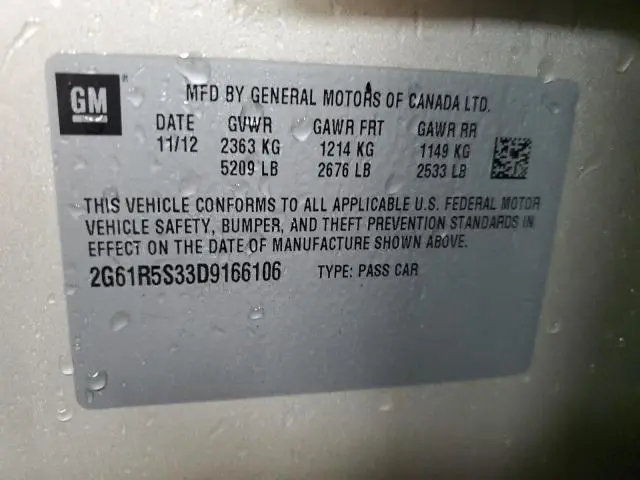 GM
MFD BY GENERAL MOTORS OF CANADA LTD.
DATE GVWR GAWR FRT GAWR RR
11/12 2363 KG 1214 KG 1149 KG
5209 LB 2676 LB 2533 LB
THIS VEHICLE CONFORMS TO ALL APPLICABLE U.S. FEDERAL MOTOR
VEHICLE SAFETY, BUMPER, AND THEFT PREVENTION STANDARDS IN
EFFECT ON THE DATE OF MANUFACTURE SHOWN ABOVE.
2G61R5S33D9166106 TYPE: PASS CAR